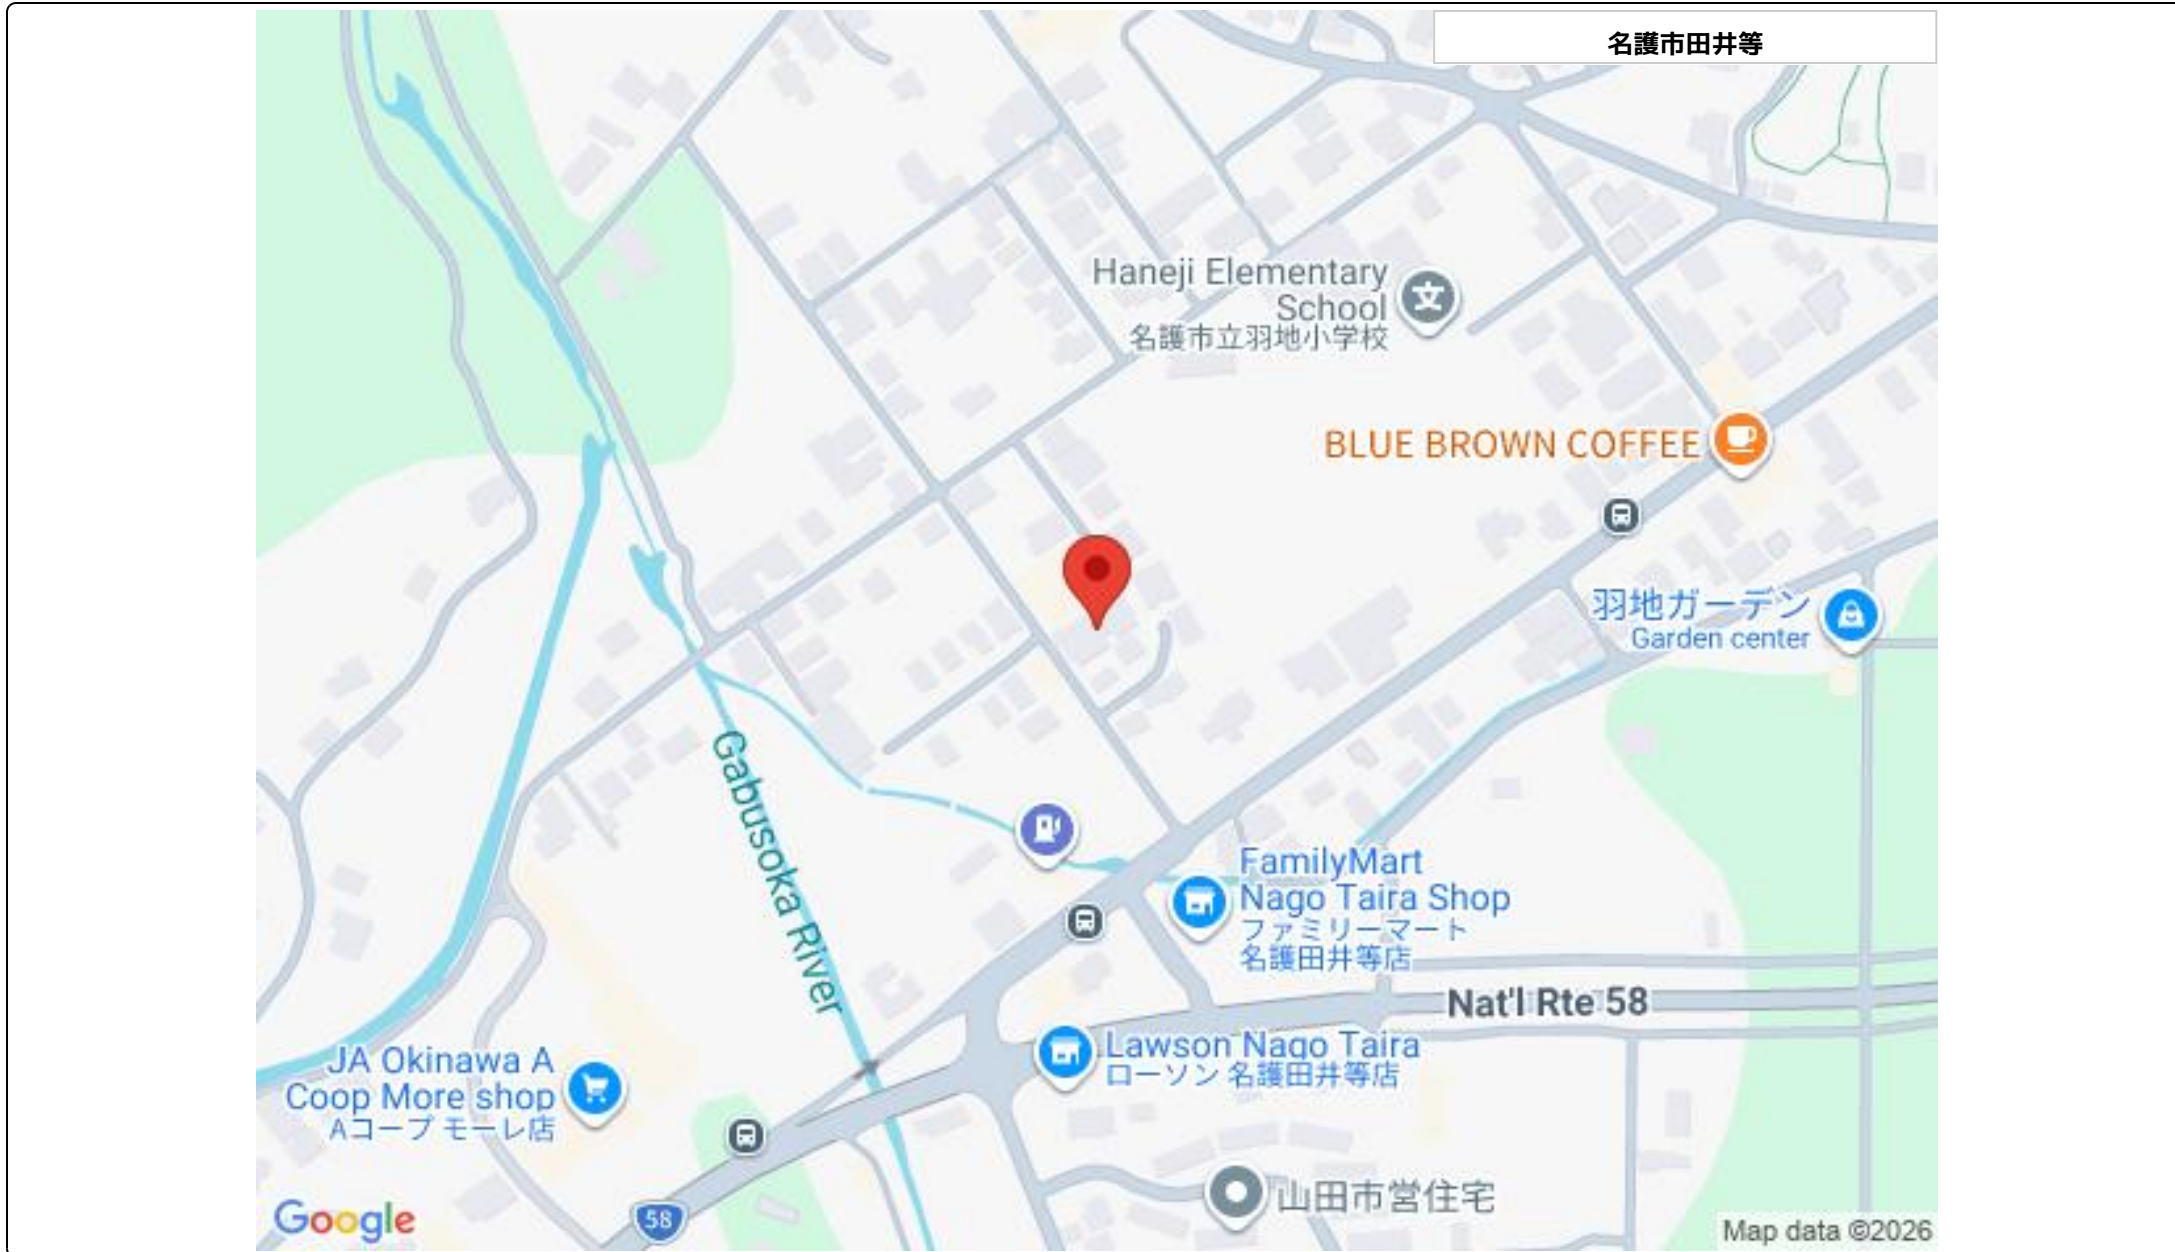 名護市田井等
Haneji Elementary
School
名護市立羽地小学校
文
BLUE BROWN COFFEE
羽地ガーデン
Garden center
Gabusoka River
FamilyMart
Nago Taira Shop
ファミリーマート
名護田井等店
Nat'l Rte 58
Lawson Nago Taira
ローソン 名護田井等店
JA Okinawa A
Coop More shop
Aコープ モーレ店
山田市営住宅
58
Google
Map data ©2026